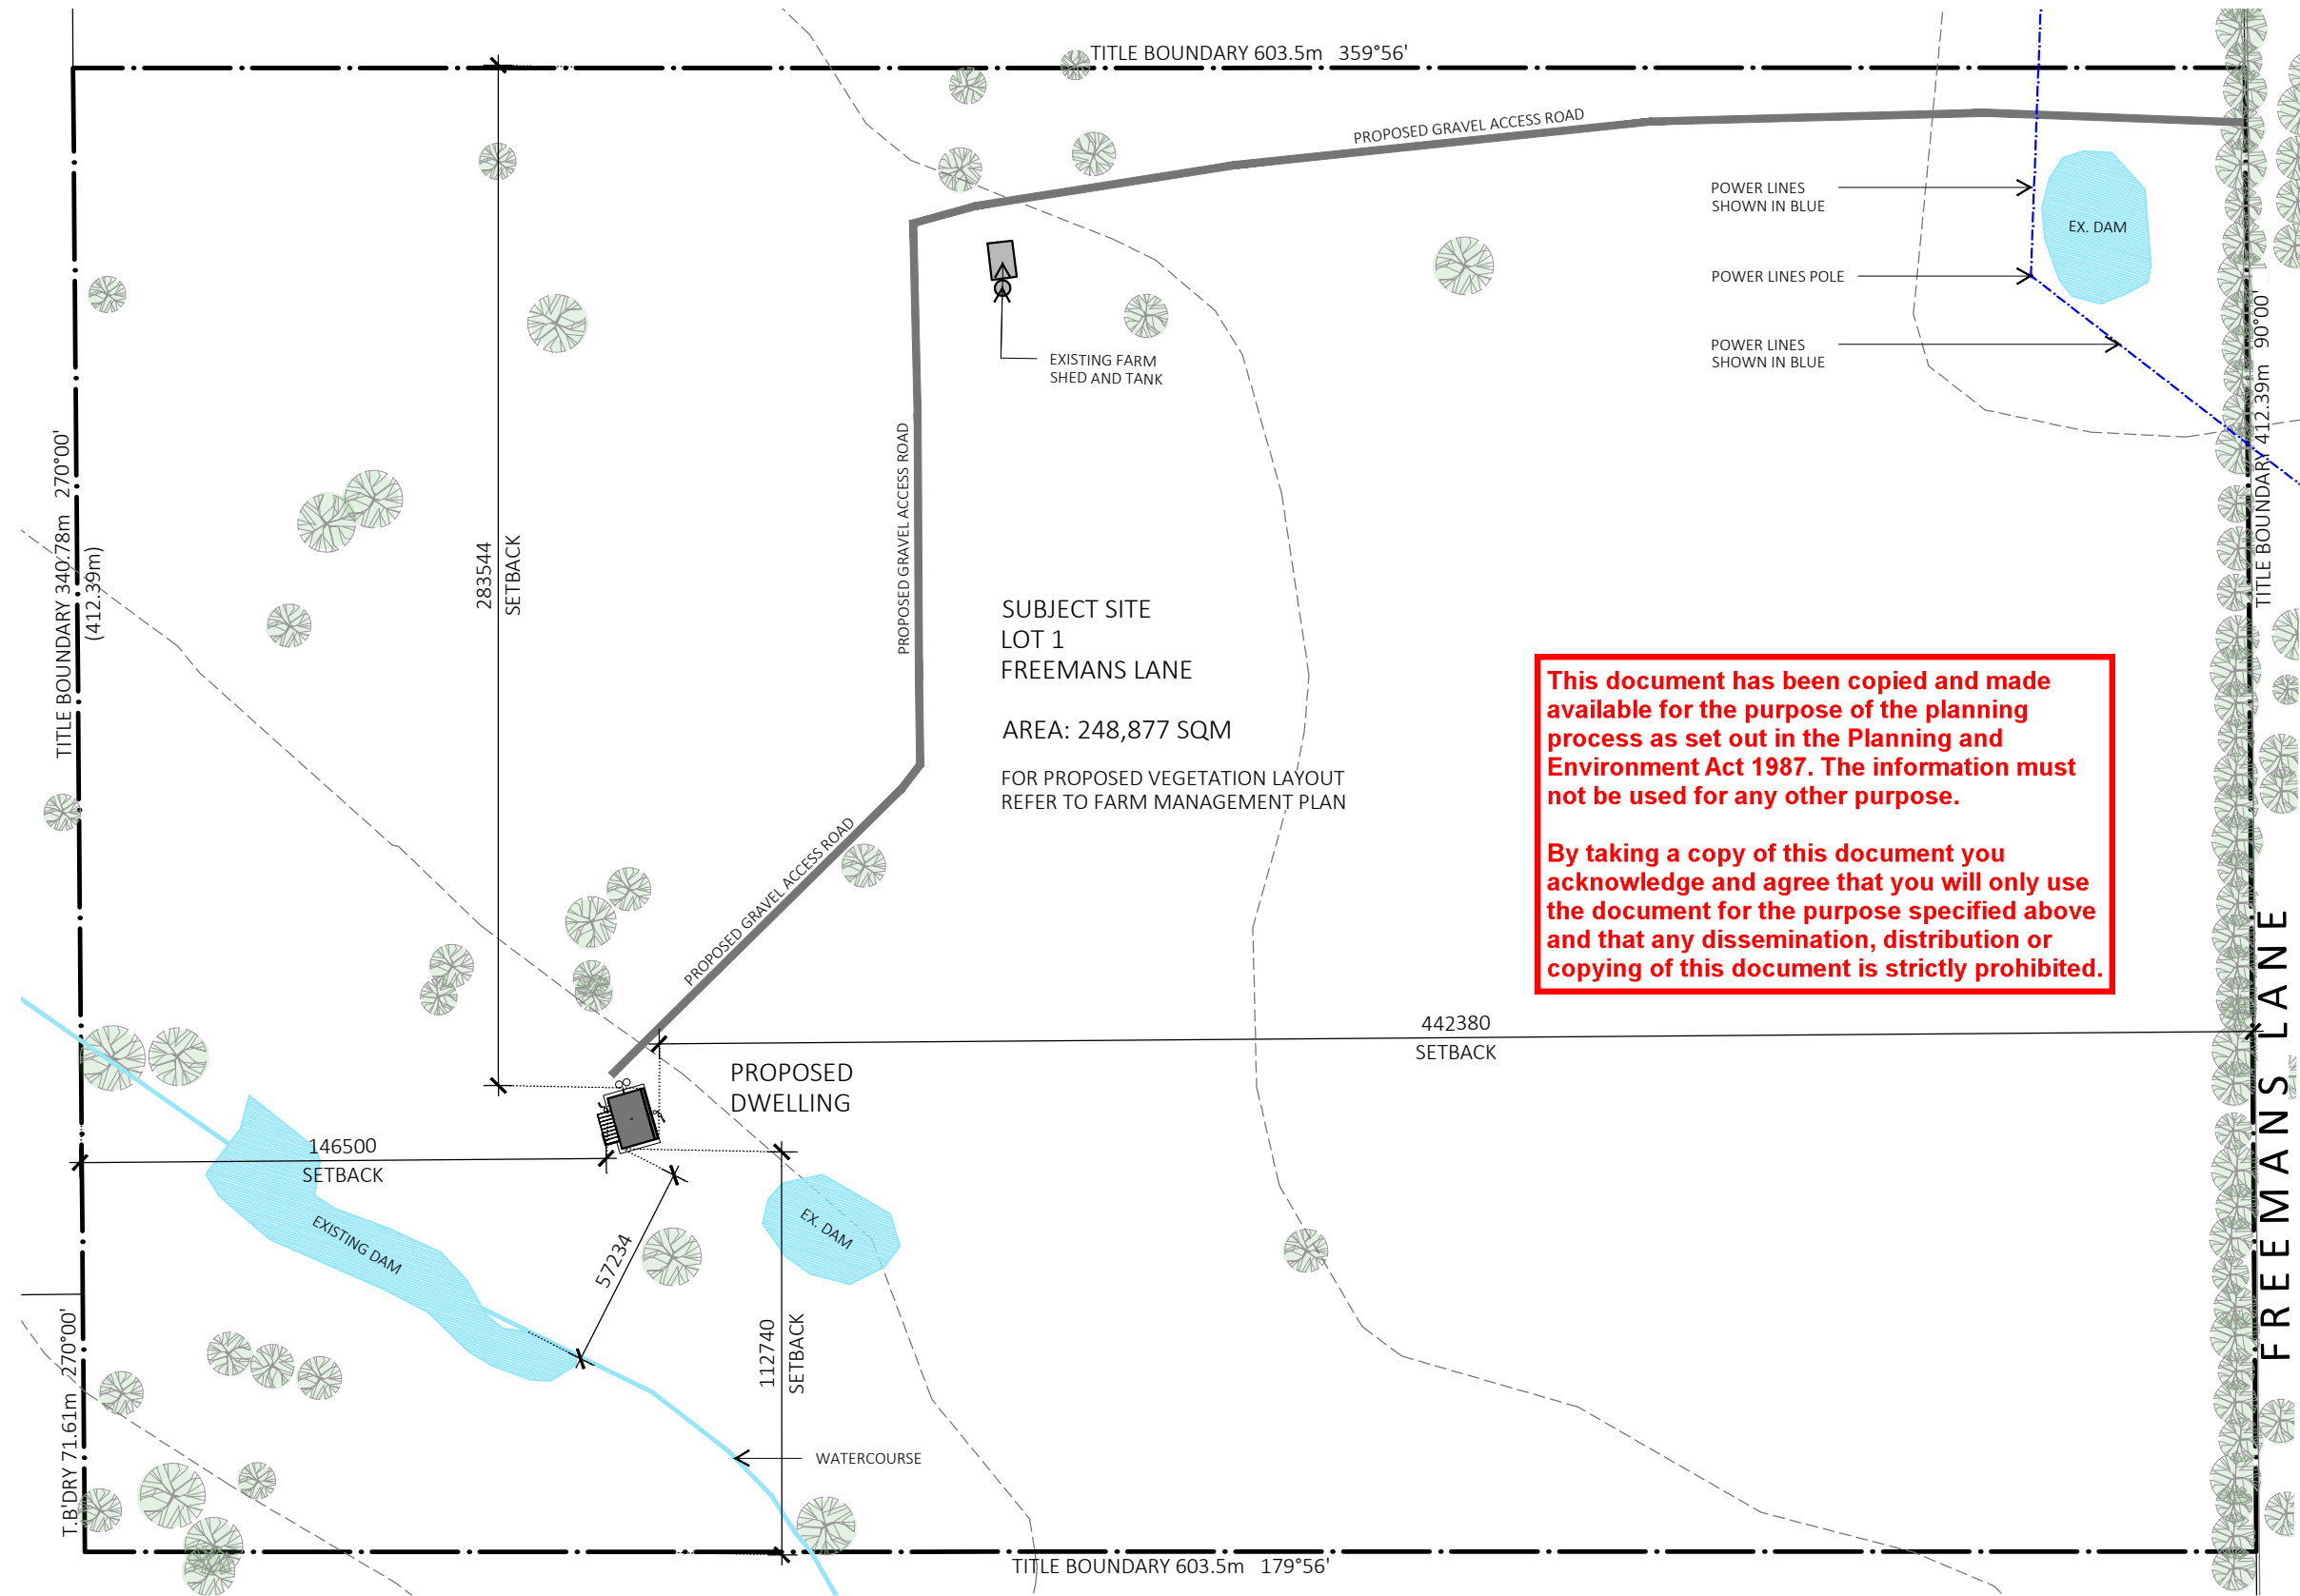 TITLE BOUNDARY 603.5m 359°56'
PROPOSED GRAVEL ACCESS ROAD
POWER LINES
SHOWN IN BLUE
EX. DAM
POWER LINES POLE
POWER LINES
SHOWN IN BLUE
EXISTING FARM
SHED AND TANK
TITLE BOUNDARY 412.39m 90°00'
TITLE BOUNDARY 340.78m 270°00'
(412.39m)
283544
SETBACK
PROPOSED GRAVEL ACCESS ROAD
SUBJECT SITE
LOT 1
FREEMANS LANE
AREA: 248,877 SQM
FOR PROPOSED VEGETATION LAYOUT
REFER TO FARM MANAGEMENT PLAN
This document has been copied and made
available for the purpose of the planning
process as set out in the Planning and
Environment Act 1987. The information must
not be used for any other purpose.
By taking a copy of this document you
acknowledge and agree that you will only use
the document for the purpose specified above
and that any dissemination, distribution or
copying of this document is strictly prohibited.
PROPOSED GRAVEL ACCESS ROAD
442380
SETBACK
FREEMANS LANE
PROPOSED
DWELLING
146500
SETBACK
EXISTING DAM
EX. DAM
57234
112740
SETBACK
T.B'DRY 71.61m 270°00'
WATERCOURSE
TITLE BOUNDARY 603.5m 179°56'